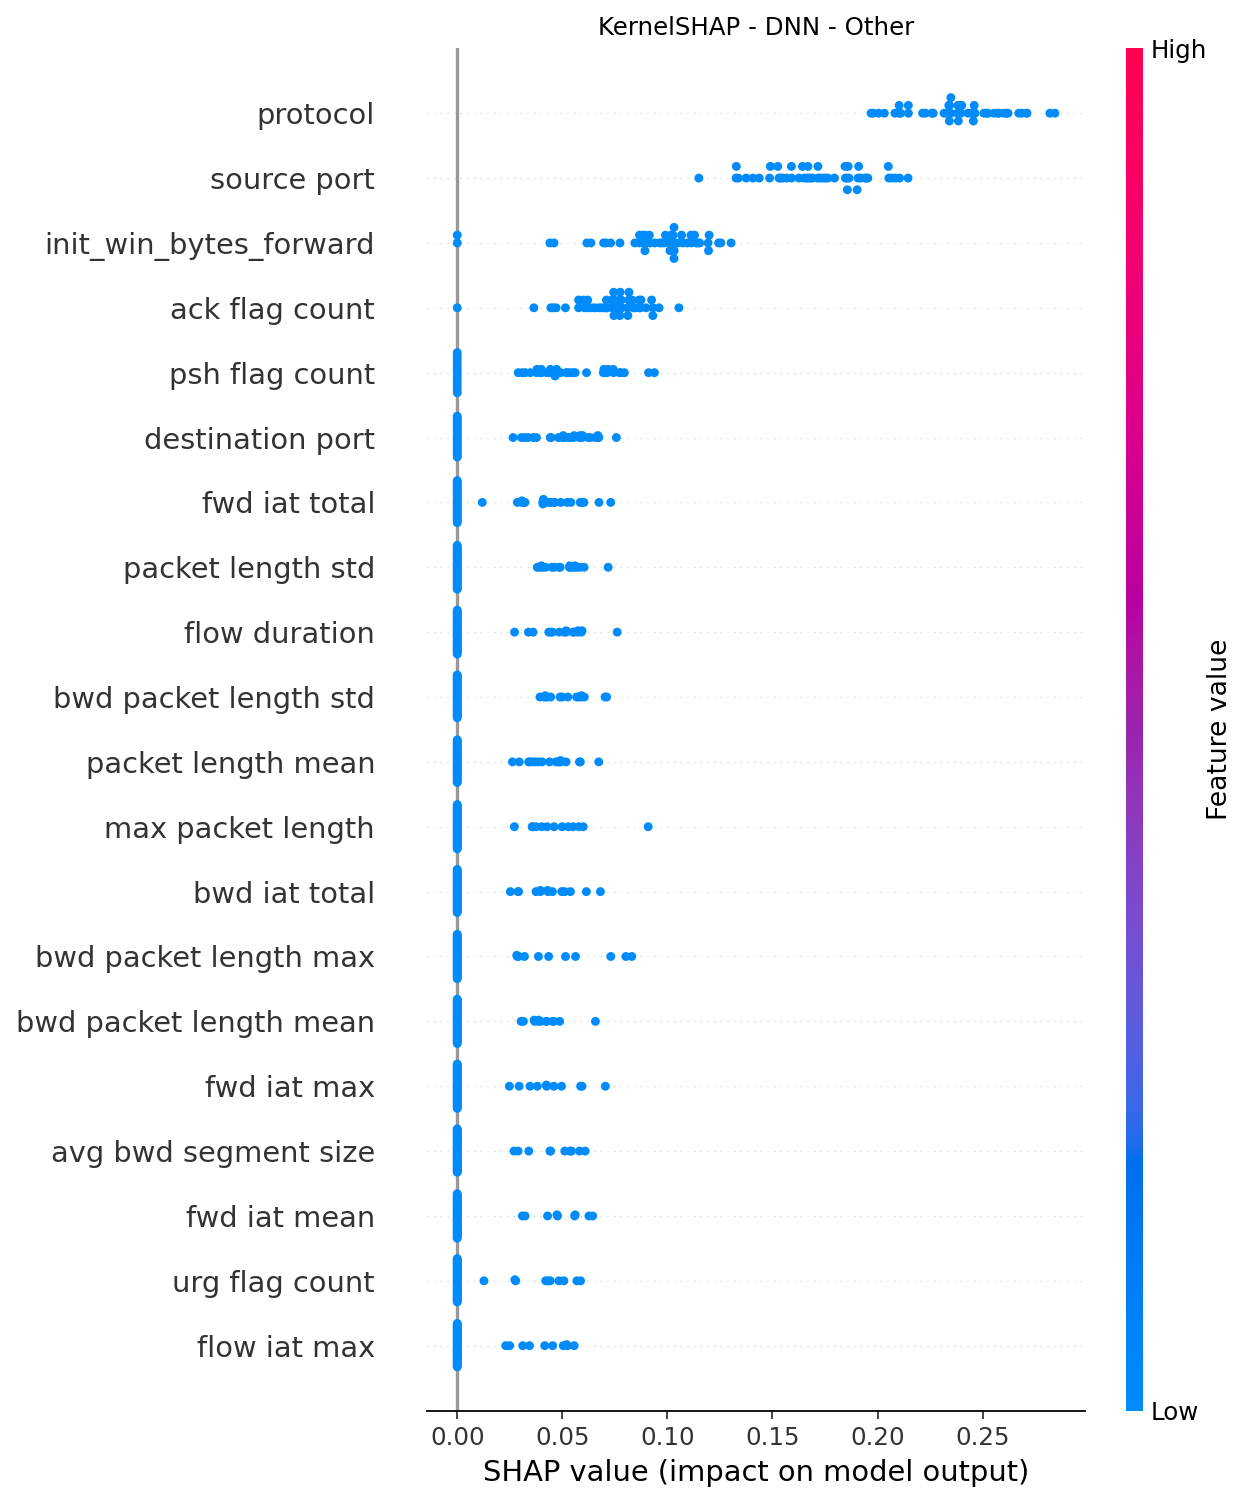 KernelSHAP - DNN - Other
High
protocol
source port
init_win_bytes_forward
ack flag count
psh flag count
destination port
fwd iat total
packet length std
flow duration
bwd packet length std
packet length mean
max packet length
bwd iat total
bwd packet length max
bwd packet length mean
fwd iat max
avg bwd segment size
fwd iat mean
urg flag count
flow iat max
Feature value
Low
0.00 0.05 0.10 0.15 0.20 0.25
SHAP value (impact on model output)